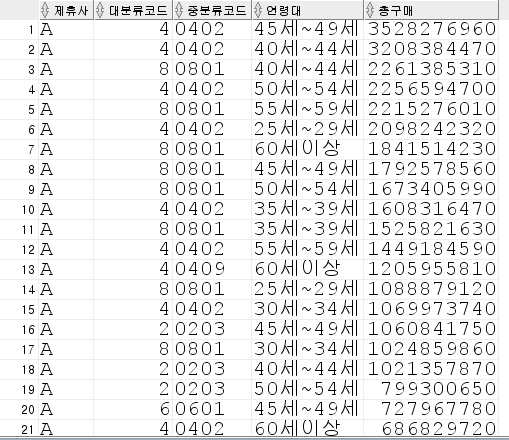 제휴사 대분류코드 중분류코드 연령대 총구매
1 A 4 0402 45세~49세 3528276960
2 A 4 0402 40세~44세 3208384470
3 A 8 0801 40세~44세 2261385310
4 A 4 0402 50세~54세 2256594700
5 A 8 0801 55세~59세 2215276010
6 A 4 0402 25세~29세 2098242320
7 A 8 0801 60세이상 1841514230
8 A 8 0801 45세~49세 1792578560
9 A 8 0801 50세~54세 1673405990
10 A 4 0402 35세~39세 1608316470
11 A 8 0801 35세~39세 1525821630
12 A 4 0402 55세~59세 1449184590
13 A 4 0409 60세이상 1205955810
14 A 8 0801 25세~29세 1088879120
15 A 4 0402 30세~34세 1069973740
16 A 2 0203 45세~49세 1060841750
17 A 8 0801 30세~34세 1024859860
18 A 2 0203 40세~44세 1021357870
19 A 2 0203 50세~54세 799300650
20 A 6 0601 45세~49세 727967780
21 A 4 0402 60세이상 686829720